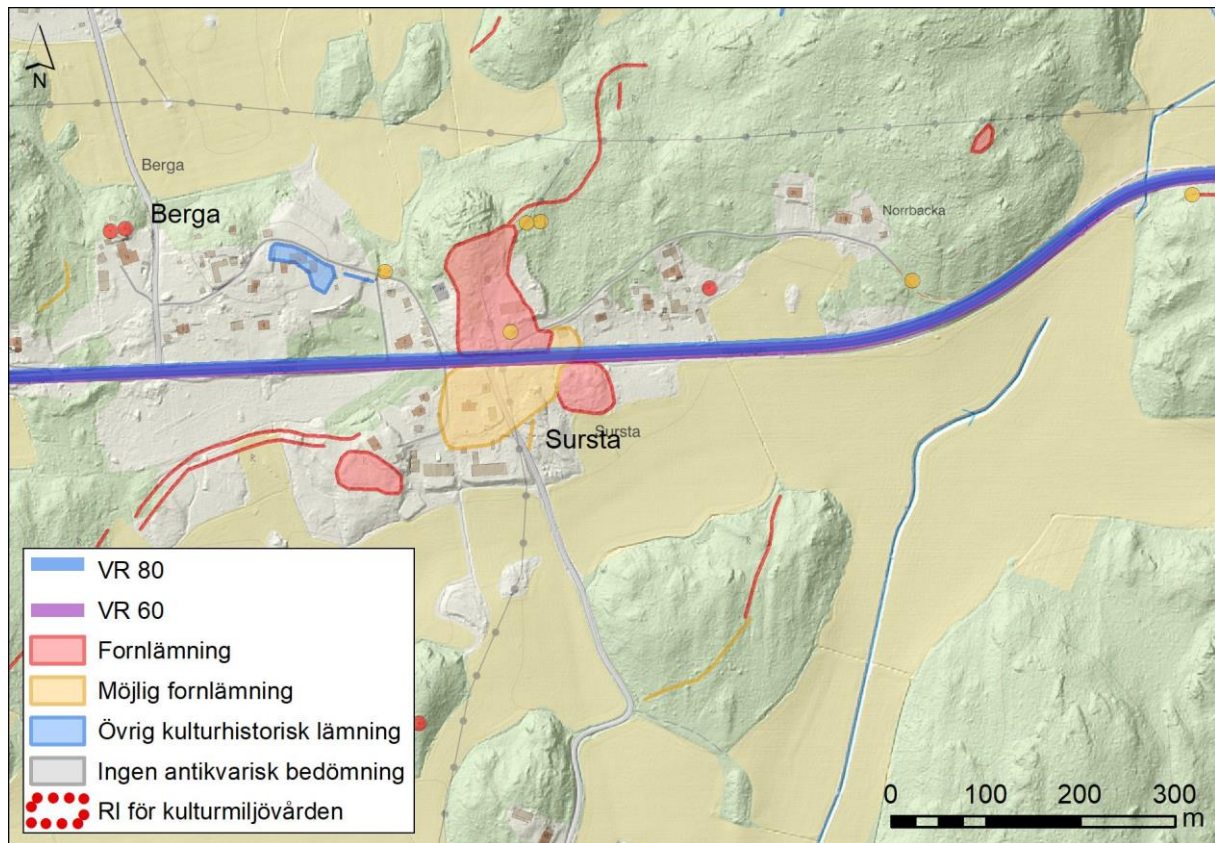 N
Berga
Berga
Norrbacka
Sursta
Sursta
VR 80
VR 60
Fornlämning
Möjlig fornlämning
Övrig kulturhistorisk lämning
Ingen antikvarisk bedömning
RI för kulturmiljövården
0 100 200 300
m